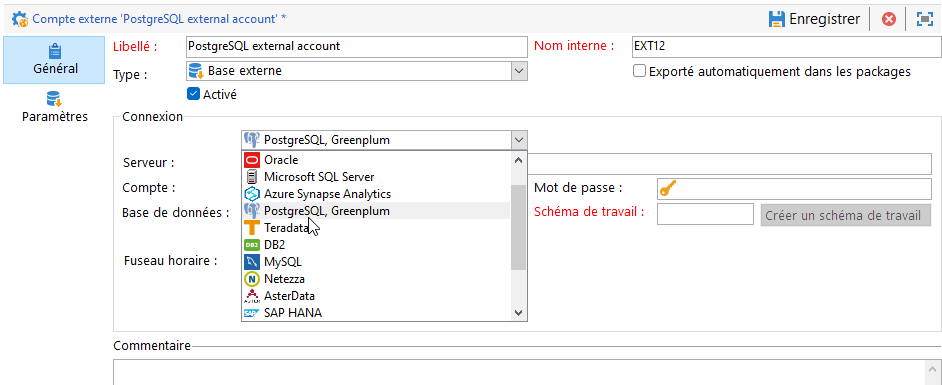 Compte externe 'PostgreSQL external account' *
Enregistrer
Général
Paramètres
Libellé : PostgreSQL external account
Nom interne : EXT12
Type : Base externe
Exporté automatiquement dans les packages
Activé
Connexion
PostgreSQL, Greenplum
Serveur :
Compte :
Mot de passe :
Base de données :
Schéma de travail :
Créer un schéma de travail
Fuseau horaire :
Oracle
Microsoft SQL Server
Azure Synapse Analytics
PostgreSQL, Greenplum
Teradata
DB2 DB2
MySQL
N Netezza
ASTER AsterData
SAP SAP HANA
Commentaire